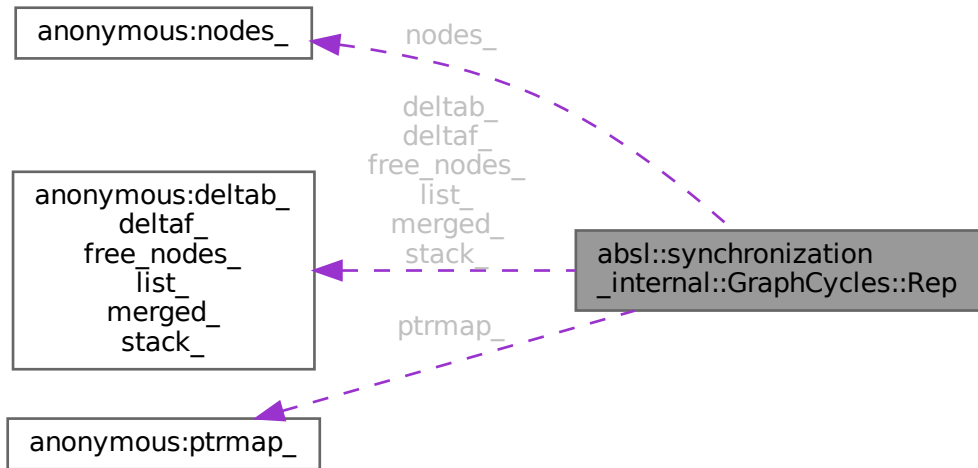 anonymous:nodes_
nodes_
deltab_
deltaf_
free_nodes_
list_
merged_
stack_
anonymous:deltab_
deltaf_
free_nodes_
list_
merged_
stack_
absl::synchronization
_internal::GraphCycles::Rep
ptrmap_
anonymous:ptrmap_